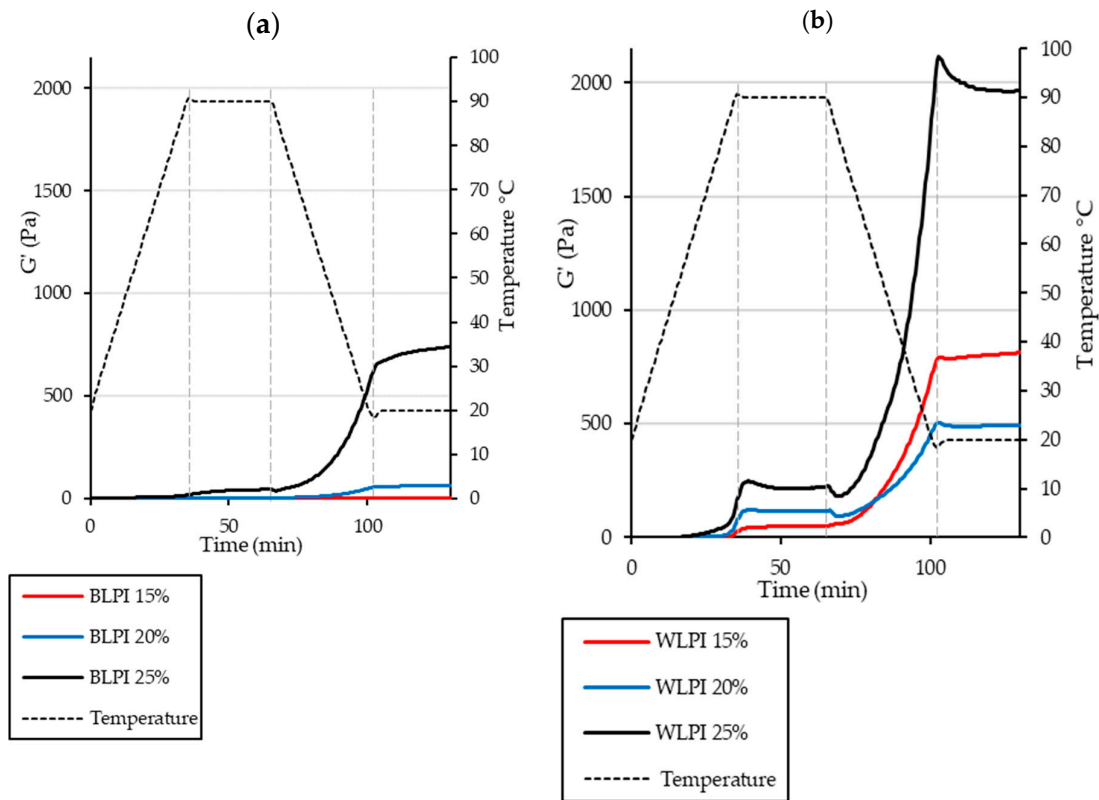 (a)
2000
1500
1000
500
0
G' (Pa)
100
90
80
70
60
50
40
30
20
10
0
Temperature °C
0
50
100
Time (min)
BLPI 15%
BLPI 20%
BLPI 25%
Temperature
(b)
2000
1500
1000
500
0
G' (Pa)
100
90
80
70
60
50
40
30
20
10
0
Temperature °C
0
50
100
Time (min)
WLPI 15%
WLPI 20%
WLPI 25%
Temperature